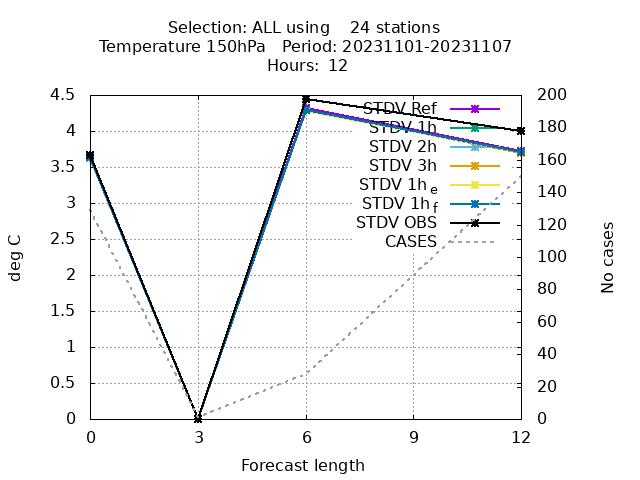 Selection: ALL using 24 stations
Temperature 150hPa Period: 20231101-20231107
Hours: 12
4.5
4
3.5
3
2.5
2
1.5
1
0.5
0
deg C
STDV Ref
STDV 1h
STDV 2h
STDV 3h
STDV 1h e
STDV 1h f
STDV OBS
CASES
200
180
160
140
120
100
80
60
40
20
0
No cases
0 3 6 9 12
Forecast length